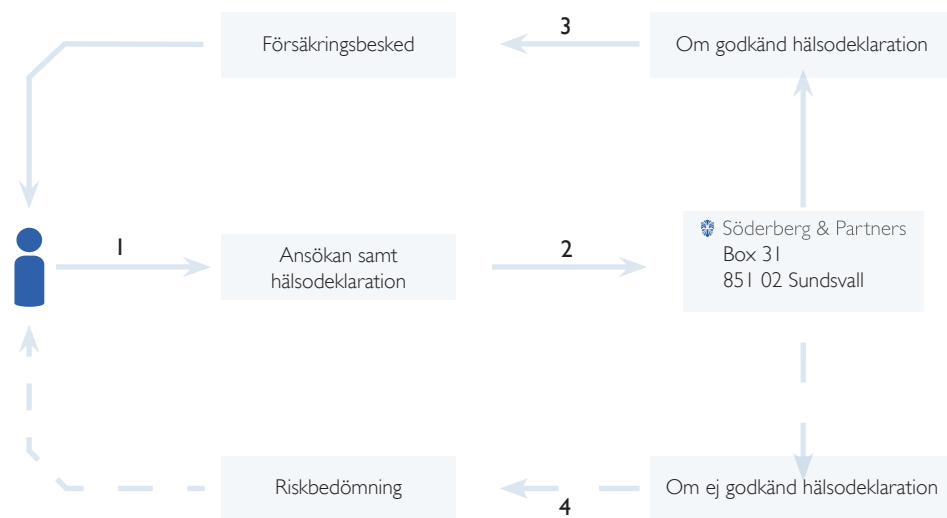 Försäkringsbesked
3
Om godkänd hälsodeklaration
1
Ansökan samt
hälsodeklaration
2
Söderberg & Partners
Box 31
851 02 Sundsvall
Riskbedömning
4
Om ej godkänd hälsodeklaration